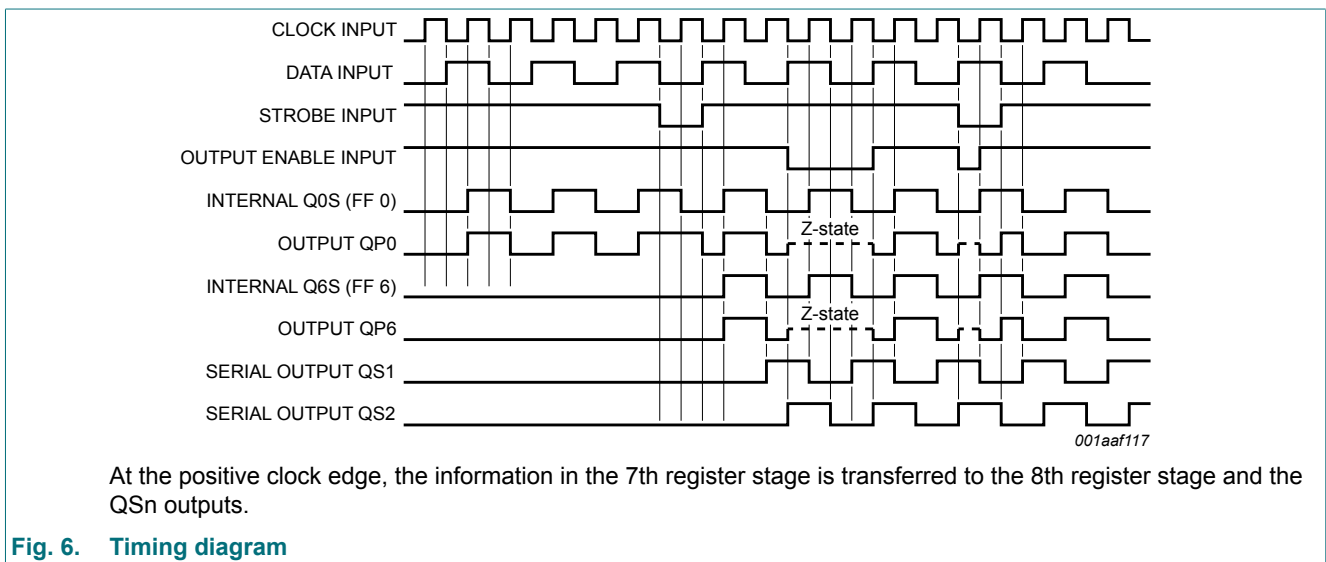 CLOCK INPUT
DATA INPUT
STROBE INPUT
OUTPUT ENABLE INPUT
INTERNAL Q0S (FF 0)
Z-state
OUTPUT QP0
INTERNAL Q6S (FF 6)
Z-state
OUTPUT QP6
SERIAL OUTPUT QS1
SERIAL OUTPUT QS2
001aaf117
At the positive clock edge, the information in the 7th register stage is transferred to the 8th register stage and the
QSn outputs.
Fig. 6. Timing diagram